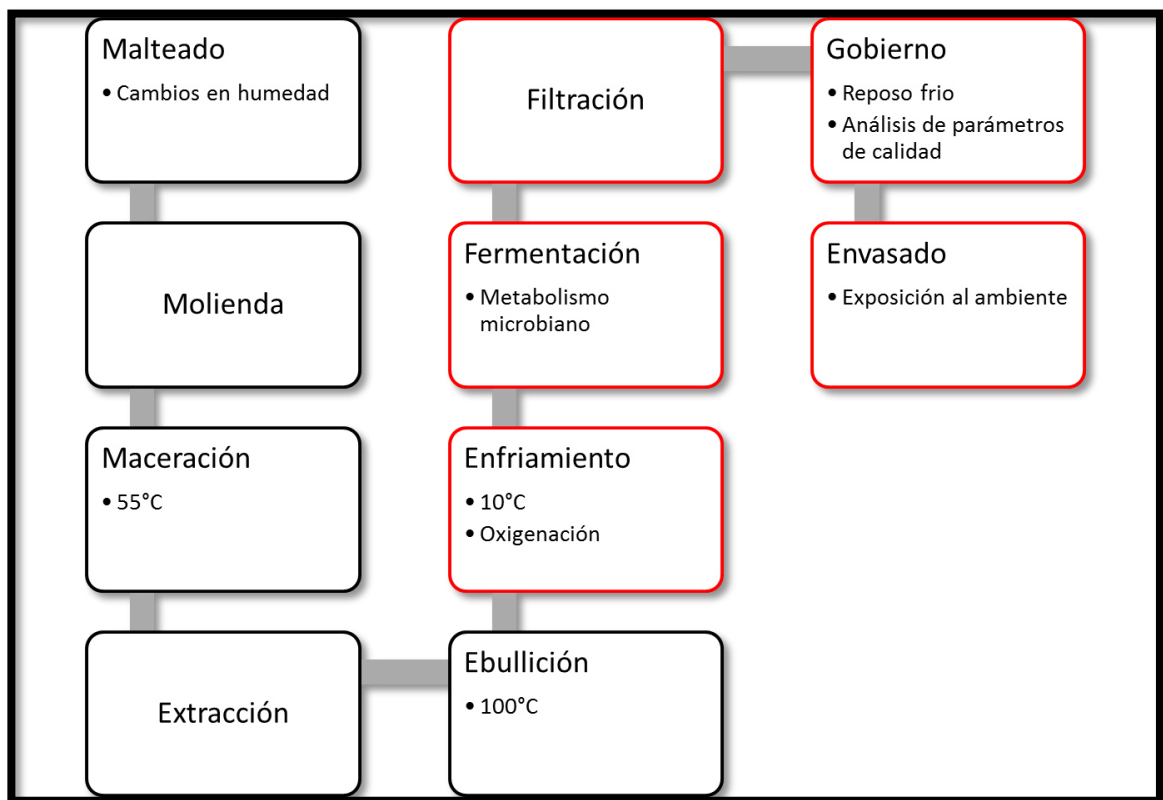 Malteado
• Cambios en humedad
Molienda
Maceración
• 55°C
Extracción
Ebullición
• 100°C
Enfriamiento
• 10°C
• Oxigenación
Fermentación
• Metabolismo
microbiano
Filtración
Gobierno
• Reposo frio
• Análisis de parámetros
de calidad
Envasado
• Exposición al ambiente